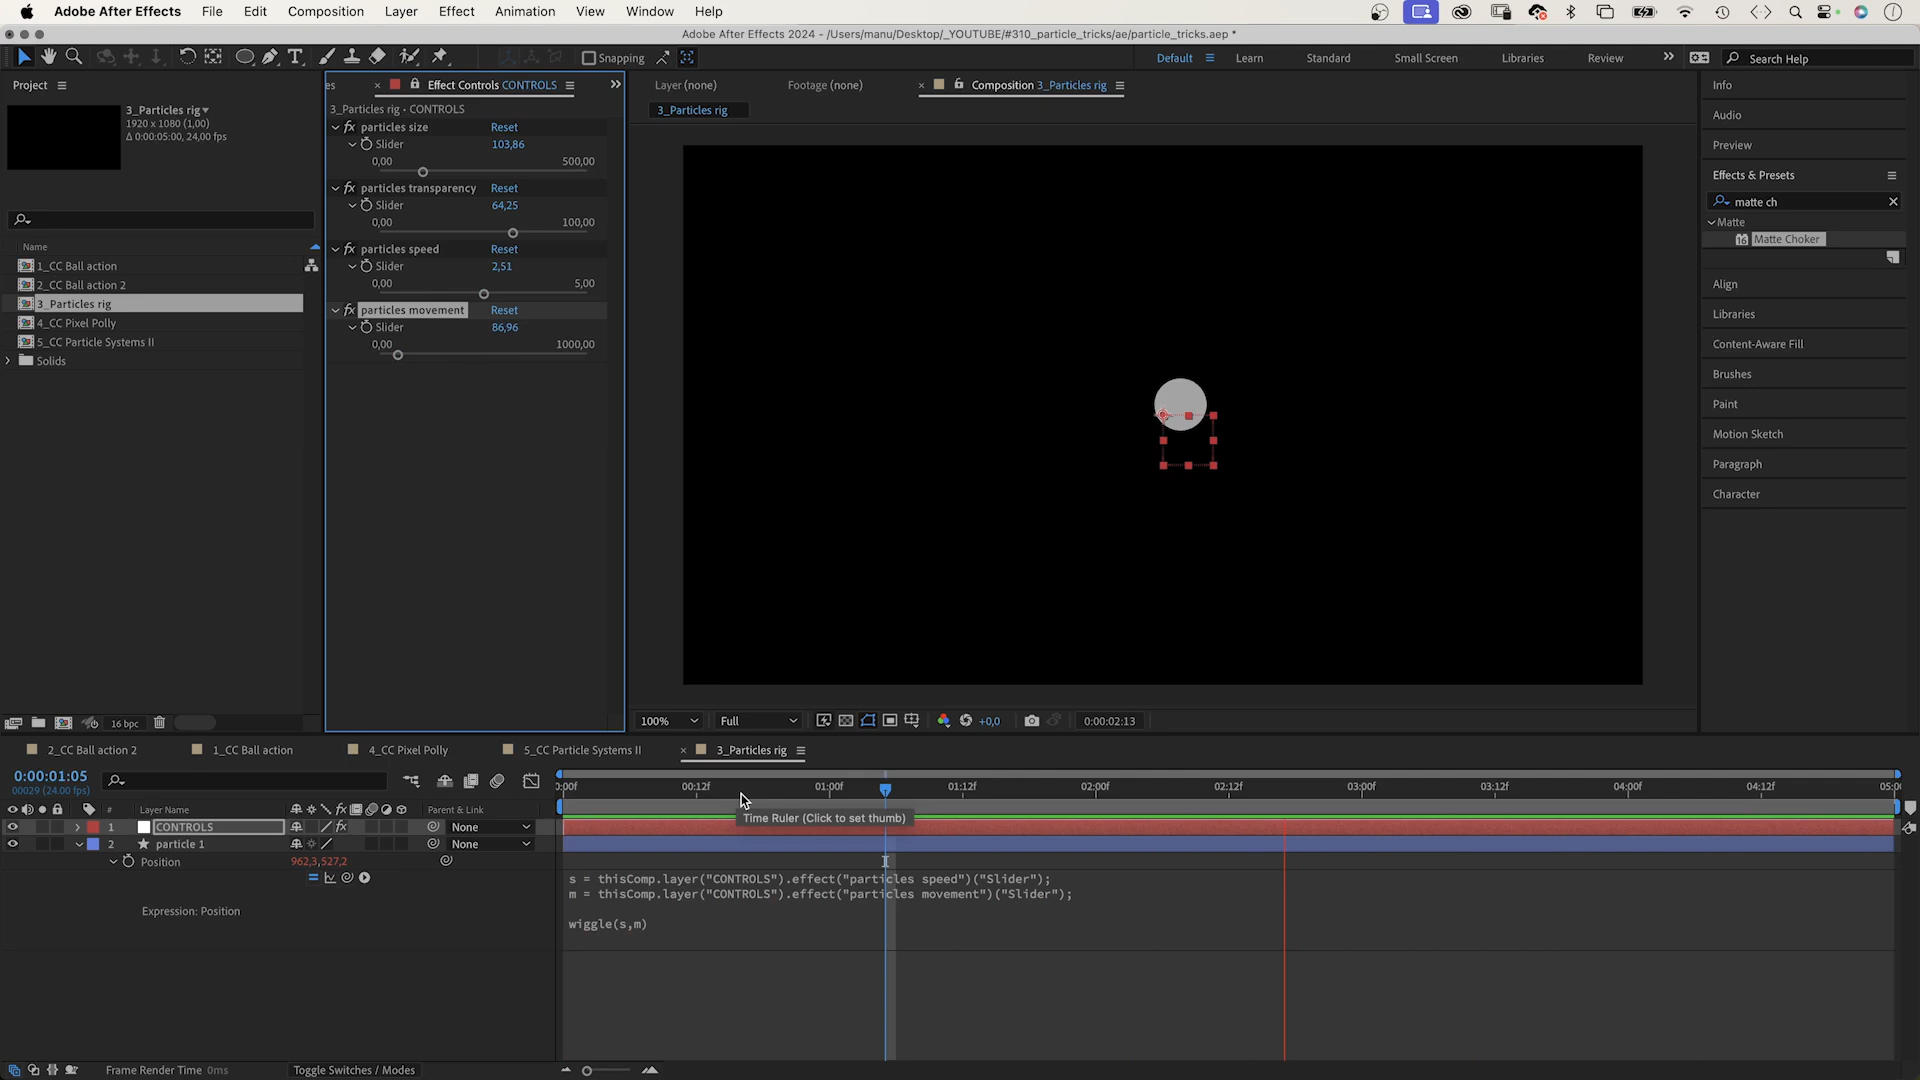 Adobe After Effects File Edit Composition Layer Effect Animation View Window Help
Adobe After Effects 2024 - /Users/manu/Desktop/_YOUTUBE/#310_particle_tricks/ae/particle_tricks.aep *
Snapping
Default
Learn
Standard
Small Screen
Libraries
Review
Search Help
Project
3_Particles rig
1920 x 1080 (1,00)
Δ 0:00:05:00, 24,00 fps
Name
1_CC Ball action
2_CC Ball action 2
3_Particles rig
4_CC Pixel Polly
5_CC Particle Systems II
Solids
16 bpc
es
Effect Controls CONTROLS
3_Particles rig • CONTROLS
fx particles size Reset
Slider 103,86
0,00 500,00
fx particles transparency Reset
Slider 64,25
0,00 100,00
fx particles speed Reset
Slider 2,51
0,00 5,00
fx particles movement Reset
Slider 86,96
0,00 1000,00
Layer (none)
Footage (none)
Composition 3_Particles rig
3_Particles rig
100%
Full
+0,0
0:00:02:13
Info
Audio
Preview
Effects & Presets
matte ch
Matte
16 Matte Choker
Align
Libraries
Content-Aware Fill
Brushes
Paint
Motion Sketch
Paragraph
Character
2_CC Ball action 2
1_CC Ball action
4_CC Pixel Polly
5_CC Particle Systems II
3_Particles rig
0:00:01:05
00029 (24.00 fps)
# Layer Name
fx
Parent & Link
1 CONTROLS fx None
2 particle 1 None
Position 962,3,527,2
Expression: Position
:00f 00:12f 01:00f 01:12f 02:00f 02:12f 03:00f 03:12f 04:00f 04:12f 05:0
Time Ruler (Click to set thumb)
s = thisComp.layer("CONTROLS").effect("particles speed")("Slider");
m = thisComp.layer("CONTROLS").effect("particles movement")("Slider");
wiggle(s,m)
Frame Render Time 0ms
Toggle Switches / Modes